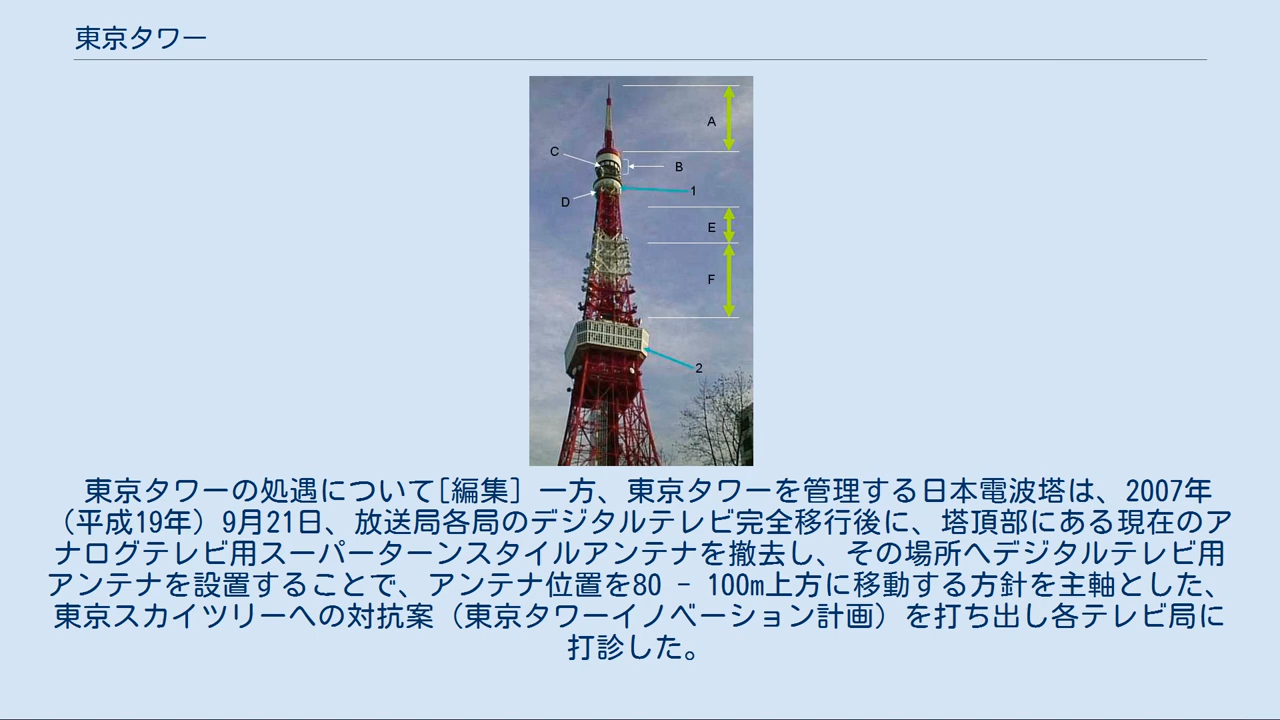 東京タワー
A
C
B
1
D
E
F
2
東京タワーの処遇について[編集] 一方、東京タワーを管理する日本電波塔は、2007年
（平成19年）9月21日、放送局各局のデジタルテレビ完全移行後に、塔頂部にある現在のア
ナログテレビ用スーパーターンスタイルアンテナを撤去し、その場所へデジタルテレビ用
アンテナを設置することで、アンテナ位置を80 - 100m上方に移動する方針を主軸とした、
東京スカイツリーへの対抗案（東京タワーイノベーション計画）を打ち出し各テレビ局に
打診した。